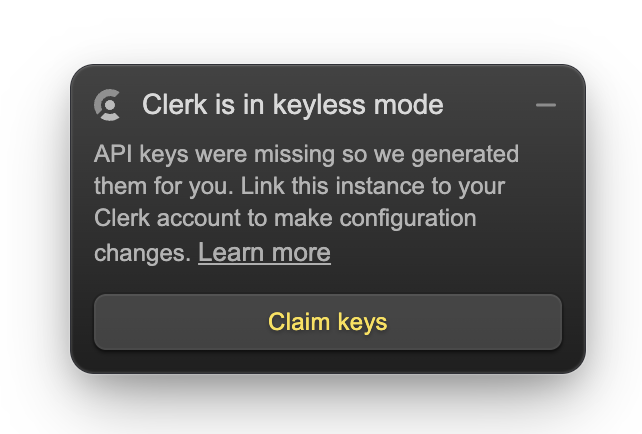 Clerk is in keyless mode
API keys were missing so we generated
them for you. Link this instance to your
Clerk account to make configuration
changes. Learn more
Claim keys